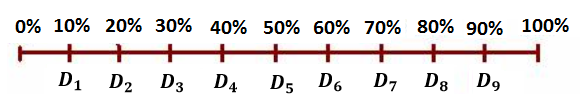 0% 10% 20% 30% 40% 50% 60% 70% 80% 90% 100%
D₁ D₂ D₃ D₄ D₅ D₆ D₇ D₈ D₉